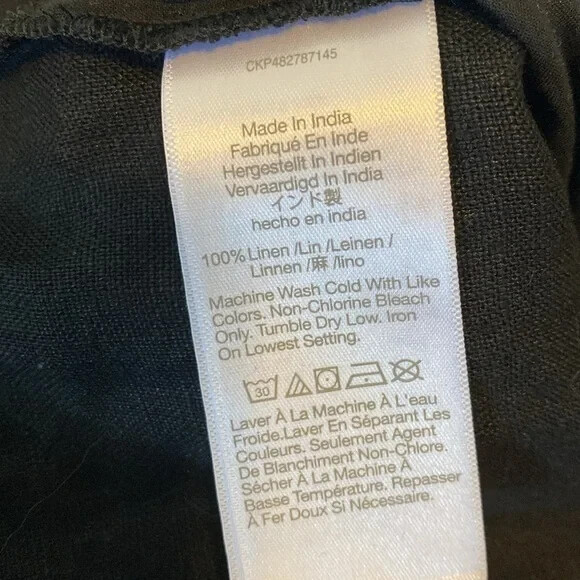 CKP482787145
Made In India
Fabriqué En Inde
Hergestellt In Indien
Vervaardigd In India
インド製
hecho en india
100% Linen /Lin /Leinen /
Linnen /麻 /lino
Machine Wash Cold With Like
Colors. Non-Chlorine Bleach
Only. Tumble Dry Low. Iron
On Lowest Setting.
30
Laver À La Machine À L'eau
Froide.Laver En Séparant Les
Couleurs. Seulement Agent
De Blanchiment Non-Chlore.
Sécher À La Machine À
Basse Température. Repasser
À Fer Doux Si Nécessaire.